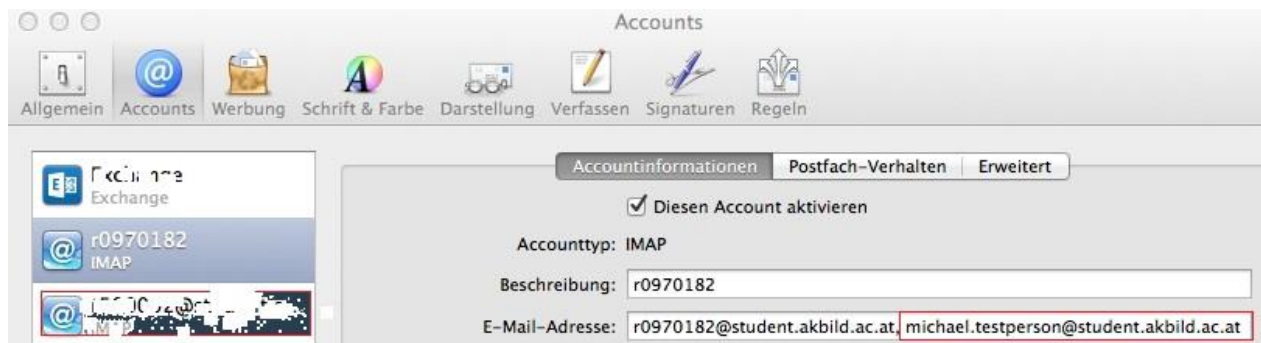 Accounts
Allgemein Accounts Werbung Schrift & Farbe Darstellung Verfassen Signaturen Regeln
Accountinformationen Postfach-Verhalten Erweitert
Exchange
Diesen Account aktivieren
r0970182
IMAP
Accounttyp: IMAP
Beschreibung: r0970182
E-Mail-Adresse: r0970182@student.akbild.ac.at, michael.testperson@student.akbild.ac.at